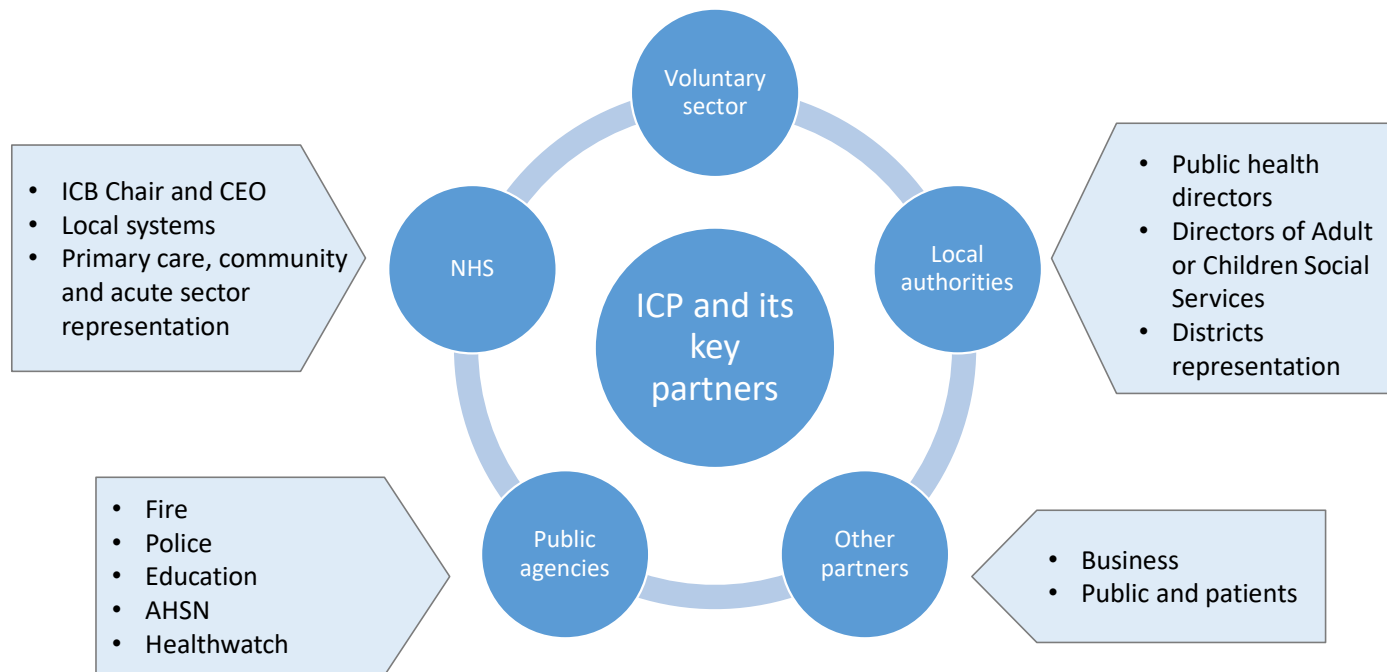 Voluntary
sector
• ICB Chair and CEO
• Local systems
• Primary care, community
and acute sector
representation
NHS
ICP and its
key
partners
Local
authorities
• Public health
directors
• Directors of Adult
or Children Social
Services
• Districts
representation
• Fire
• Police
• Education
• AHSN
• Healthwatch
Public
agencies
Other
partners
• Business
• Public and patients